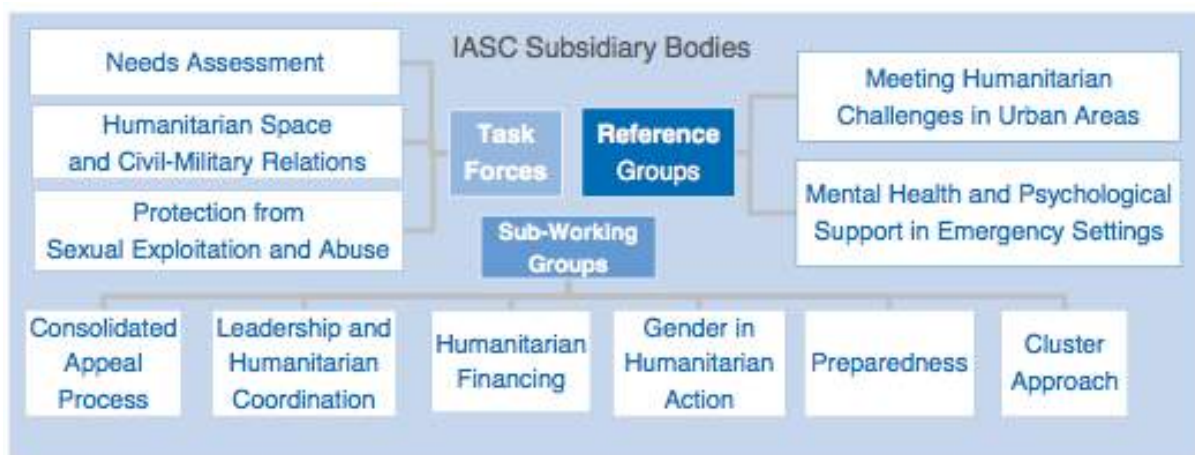 IASC Subsidiary Bodies
Needs Assessment
Humanitarian Space
and Civil-Military Relations
Protection from
Sexual Exploitation and Abuse
Task
Forces
Reference
Groups
Meeting Humanitarian
Challenges in Urban Areas
Mental Health and Psychological
Support in Emergency Settings
Sub-Working
Groups
Consolidated
Appeal
Process
Leadership and
Humanitarian
Coordination
Humanitarian
Financing
Gender in
Humanitarian
Action
Preparedness
Cluster
Approach